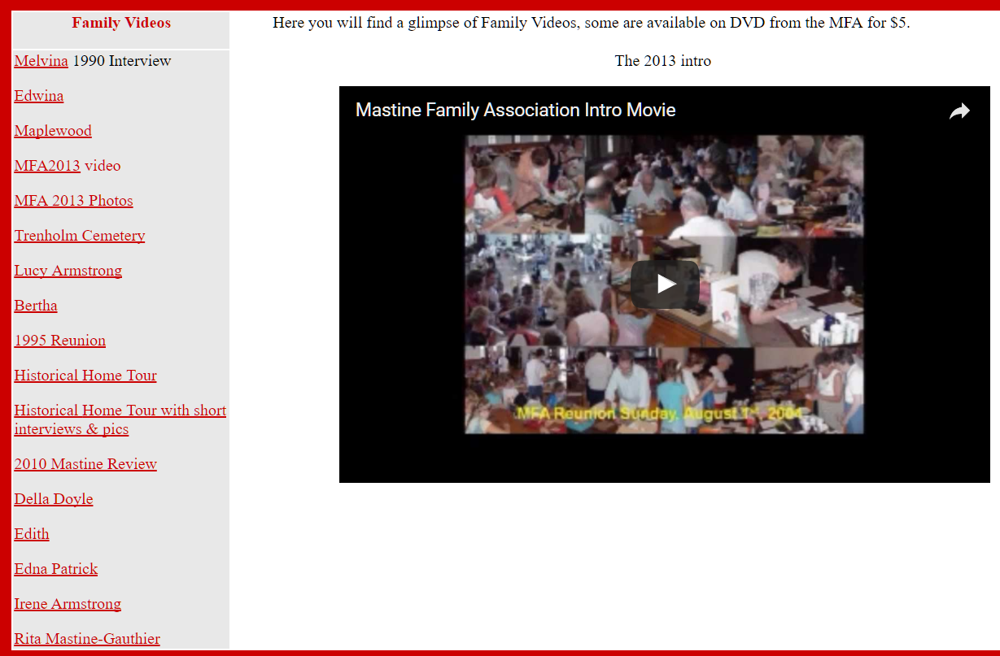 Family Videos
Here you will find a glimpse of Family Videos, some are available on DVD from the MFA for $5.
Melvina 1990 Interview
Edwina
Maplewood
MFA2013 video
MFA 2013 Photos
Trenholm Cemetery
Lucy Armstrong
Bertha
1995 Reunion
Historical Home Tour
Historical Home Tour with short
interviews & pics
2010 Mastine Review
Della Doyle
Edith
Edna Patrick
Irene Armstrong
Rita Mastine-Gauthier
The 2013 intro
Mastine Family Association Intro Movie
MFA Reunion Sunday, August 1st, 2004